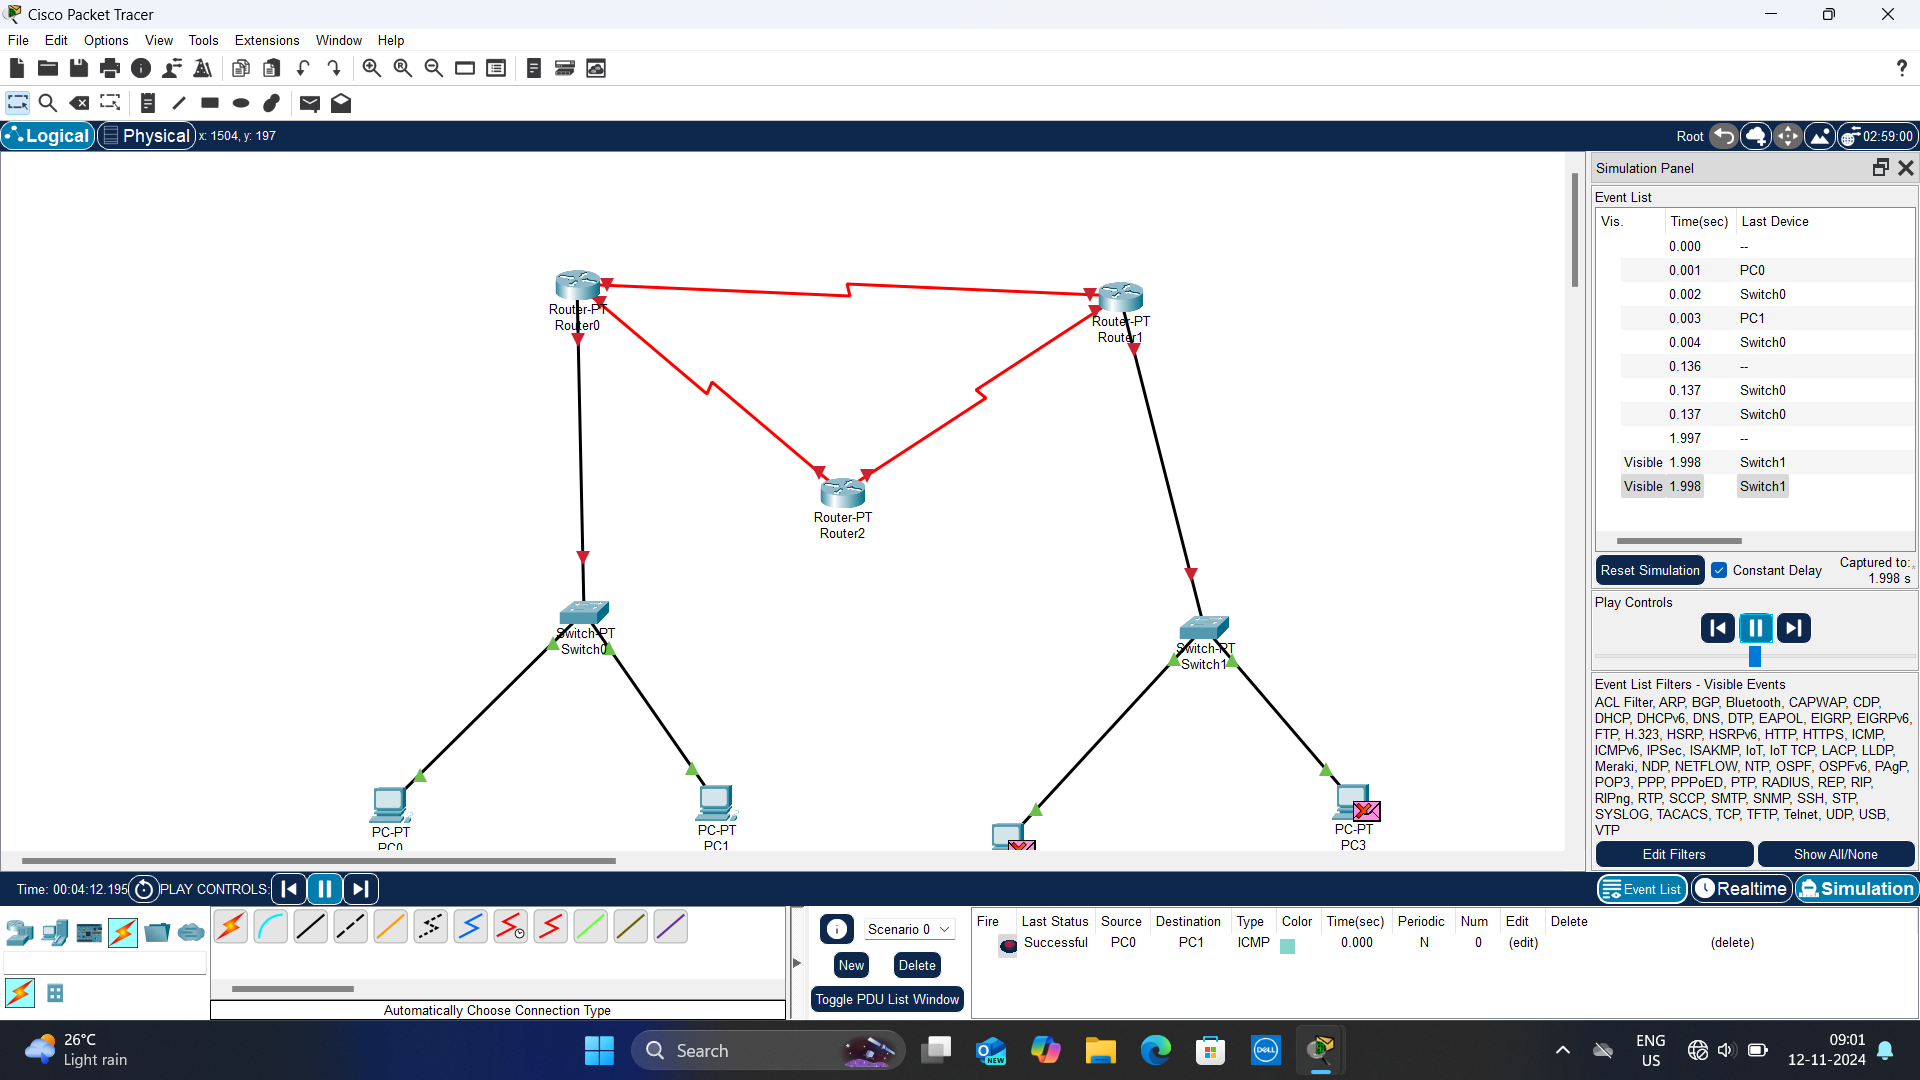 Cisco Packet Tracer
File Edit Options View Tools Extensions Window Help
?
Logical Physical x: 1504, y: 197 Root 02:59:00
Simulation Panel
Event List
Vis. Time(sec) Last Device
0.000 --
0.001 PC0
0.002 Switch0
0.003 PC1
0.004 Switch0
0.136 --
0.137 Switch0
0.137 Switch0
1.997 --
Visible 1.998 Switch1
Visible 1.998 Switch1
Reset Simulation Constant Delay Captured to:
1.998 s
Play Controls
Event List Filters - Visible Events
ACL Filter, ARP, BGP, Bluetooth, CAPWAP, CDP,
DHCP, DHCPv6, DNS, DTP, EAPOL, EIGRP, EIGRPv6,
FTP, H.323, HSRP, HSRPv6, HTTP, HTTPS, ICMP,
ICMPv6, IPSec, ISAKMP, IoT, IoT TCP, LACP, LLDP,
Meraki, NDP, NETFLOW, NTP, OSPF, OSPFv6, PAgP,
POP3, PPP, PPPoED, PTP, RADIUS, REP, RIP,
RIPng, RTP, SCCP, SMTP, SNMP, SSH, STP,
SYSLOG, TACACS, TCP, TFTP, Telnet, UDP, USB,
VTP
Edit Filters Show All/None
Router-PT
Router0
Router-PT
Router1
Router-PT
Router2
Switch-PT
Switch0
Switch-PT
Switch1
PC-PT
PC0
PC-PT
PC1
PC-PT
PC3
Time: 00:04:12.195 PLAY CONTROLS: Event List Realtime Simulation
Scenario 0
New Delete
Toggle PDU List Window
Fire Last Status Source Destination Type Color Time(sec) Periodic Num Edit Delete
Successful PC0 PC1 ICMP 0.000 N 0 (edit) (delete)
Automatically Choose Connection Type
26°C
Light rain
Search
NEW
DELL
ENG
US
09:01
12-11-2024